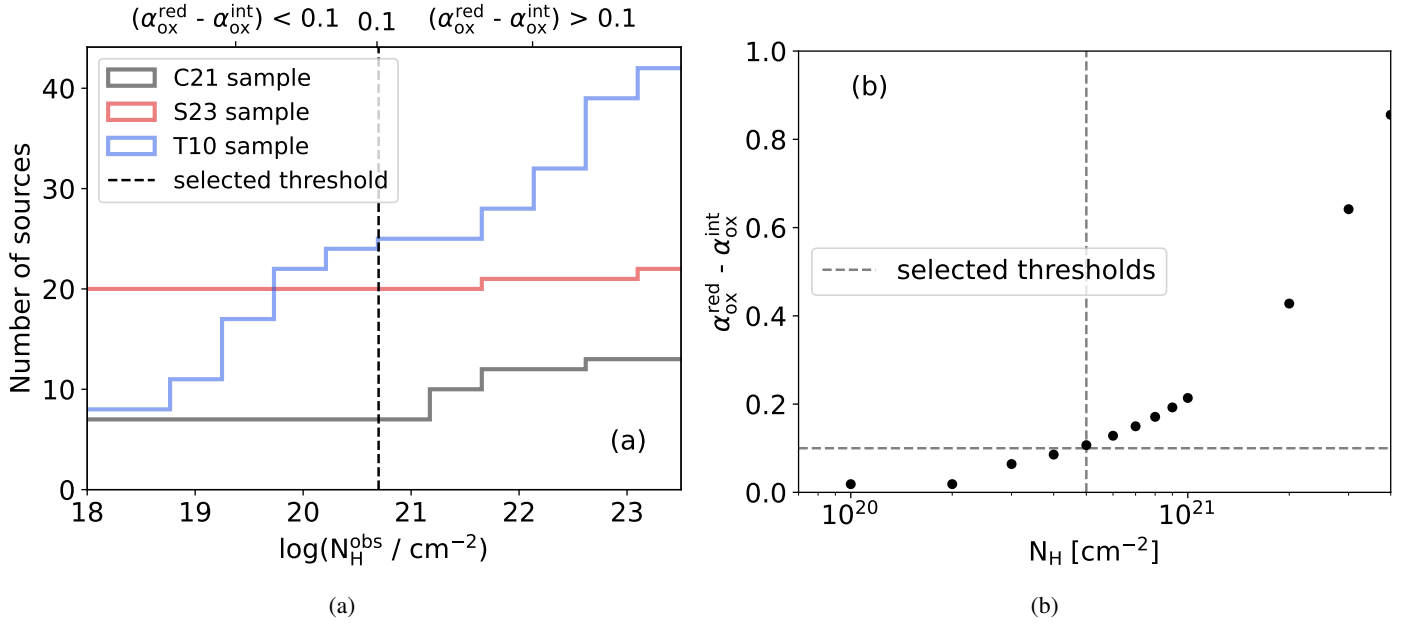 (α_ox^red - α_ox^int) < 0.1 0.1 (α_ox^red - α_ox^int) > 0.1
C21 sample
S23 sample
T10 sample
selected threshold
Number of sources
40
30
20
10
0
(a)
18 19 20 21 22 23
log(N_H^obs / cm^−2)
(a)
(b)
α_ox^red - α_ox^int
1.0
0.8
0.6
0.4
0.2
0.0
selected thresholds
10^20 10^21
N_H [cm^−2]
(b)